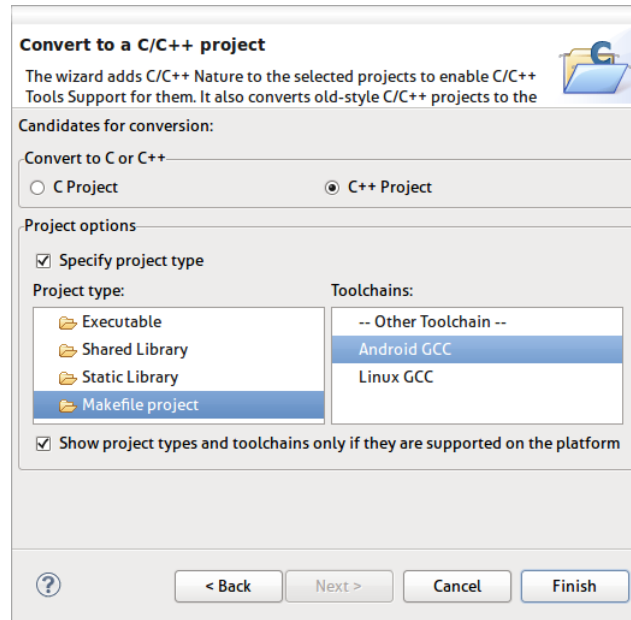 Convert to a C/C++ project
The wizard adds C/C++ Nature to the selected projects to enable C/C++
Tools Support for them. It also converts old-style C/C++ projects to the
C
Candidates for conversion:
Convert to C or C++
C Project
C++ Project
Project options
Specify project type
Project type:
Executable
Shared Library
Static Library
Makefile project
Toolchains:
-- Other Toolchain --
Android GCC
Linux GCC
Show project types and toolchains only if they are supported on the platform
?
< Back
Next >
Cancel
Finish